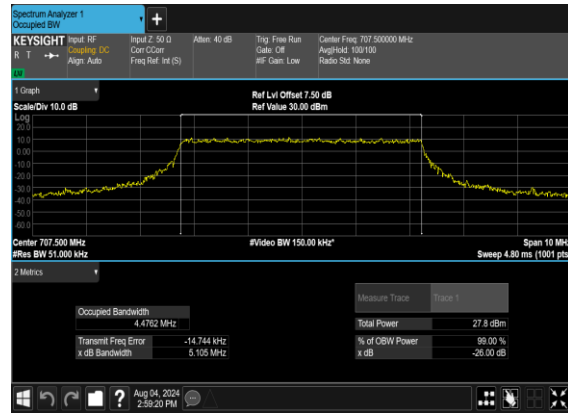 Spectrum Analyzer 1
Occupied BW
+
KEYSIGHT
R T
LXI
Input: RF
Coupling: DC
Align: Auto
Input Z: 50 Ω
Corr CCorr
Freq Ref: Int (S)
Atten: 40 dB
Trig: Free Run
Gate: Off
#IF Gain: Low
Center Freq: 707.500000 MHz
Avg|Hold: 100/100
Radio Std: None
1 Graph
Scale/Div 10.0 dB
Ref Lvl Offset 7.50 dB
Ref Value 30.00 dBm
Log
20.0
10.0
0.00
-10.0
-20.0
-30.0
-40.0
-50.0
-60.0
Center 707.500 MHz
#Res BW 51.000 kHz
#Video BW 150.00 kHz*
Span 10 MHz
Sweep 4.80 ms (1001 pts
2 Metrics
Measure Trace
Trace 1
Occupied Bandwidth
4.4762 MHz
Total Power
27.8 dBm
Transmit Freq Error
-14.744 kHz
% of OBW Power
99.00 %
x dB Bandwidth
5.105 MHz
x dB
-26.00 dB
?
Aug 04, 2024
2:59:20 PM